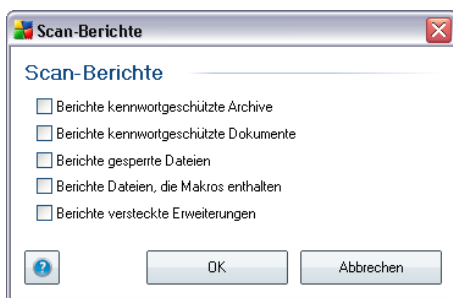 Scan-Berichte
Scan-Berichte
Berichte kennwortgeschützte Archive
Berichte kennwortgeschützte Dokumente
Berichte gesperrte Dateien
Berichte Dateien, die Makros enthalten
Berichte versteckte Erweiterungen
? OK Abbrechen